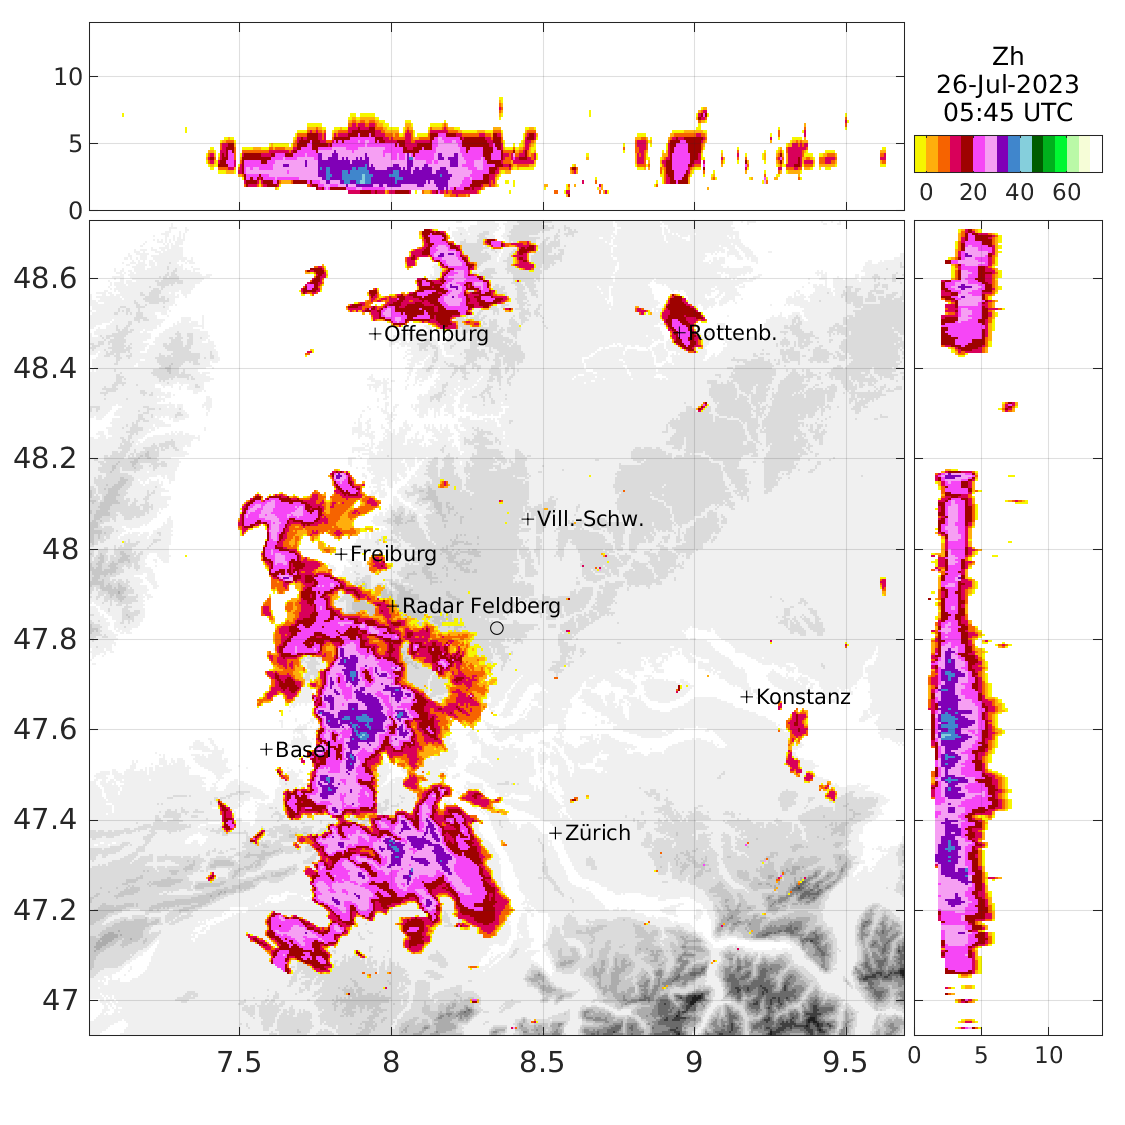 Zh
26-Jul-2023
05:45 UTC
0 20 40 60
10
5
0
48.6
48.4
48.2
48
47.8
47.6
47.4
47.2
47
Offenburg
Rottenb.
Vill.-Schw.
Freiburg
Radar Feldberg
Konstanz
Basel
Zürich
7.5 8 8.5 9 9.5
0 5 10